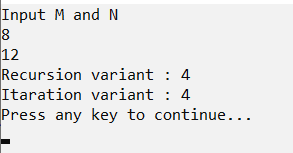 Input M and N
8
12
Recursion variant : 4
Itaration variant : 4
Press any key to continue...